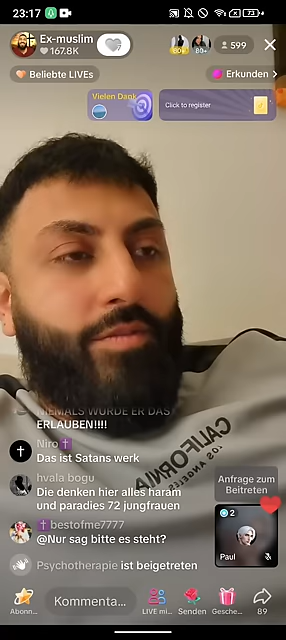 23:17
73
Ex-muslim
167.8K
60+
80+
599
Beliebte LIVEs
Erkunden
Vielen Dank
Click to register
NIEMALS WÜRDE ER DAS
ERLAUBEN!!!!
CALIFORNIA
LOS ANGELES
Niro
Das ist Satans werk
hvala bogu
Die denken hier alles haram
und paradies 72 jungfrauen
bestofme7777
@Nur sag bitte es steht?
Psychotherapie ist beigetreten
Anfrage zum
Beitreten
2
Paul
Abonn...
Kommenta...
LIVE mi...
Senden
Gesche...
89